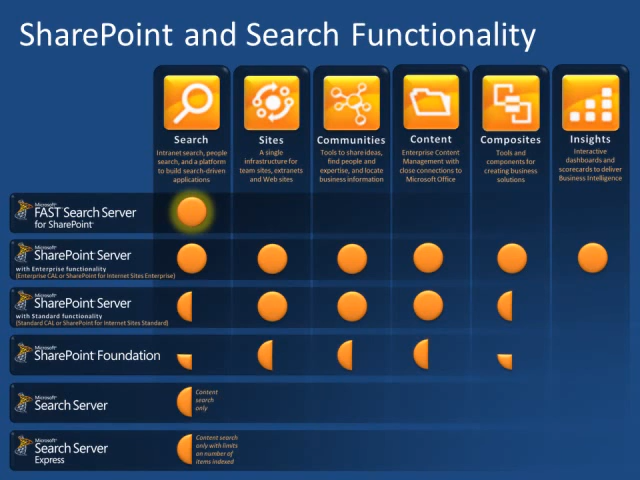 SharePoint and Search Functionality
Search
Intranet search, people
search, and a platform
to build search-driven
applications
Sites
A single
infrastructure for
team sites, extranets
and Web sites
Communities
Tools to share ideas,
find people and
expertise, and locate
business information
Content
Enterprise Content
Management with
close connections to
Microsoft Office
Composites
Tools and
components for
creating business
solutions
Insights
Interactive
dashboards and
scorecards to deliver
Business Intelligence
Microsoft®
FAST Search Server
for SharePoint®
Microsoft®
SharePoint® Server
with Enterprise functionality
(Enterprise CAL or SharePoint for Internet Sites Enterprise)
Microsoft®
SharePoint® Server
with Standard functionality
(Standard CAL or SharePoint for Internet Sites Standard)
Microsoft®
SharePoint® Foundation
Microsoft®
Search Server
Content
search
only
Microsoft®
Search Server
Express
Content search
only with limits
an number of
items indexed